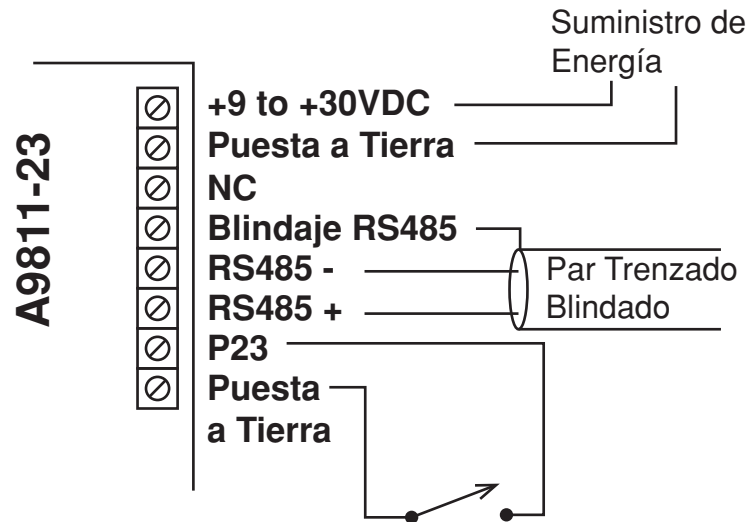 Suministro de
Energía
A9811-23
+9 to +30VDC
Puesta a Tierra
NC
Blindaje RS485
RS485 -
RS485 +
P23
Puesta
a Tierra
Par Trenzado
Blindado